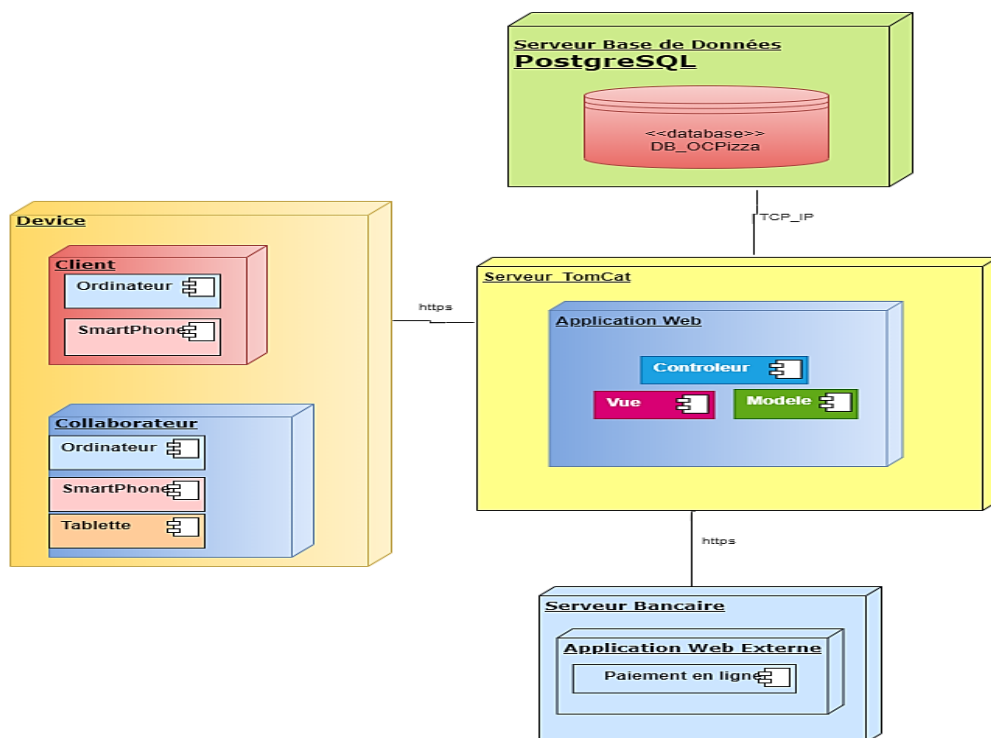 Serveur Base de Données
PostgreSQL
<<database>>
DB_OCPizza
TCP_IP
Device
Client
Ordinateur
SmartPhone
Collaborateur
Ordinateur
SmartPhone
Tablette
https
Serveur TomCat
Application Web
Controleur
Vue
Modele
https
Serveur Bancaire
Application Web Externe
Paiement en ligne